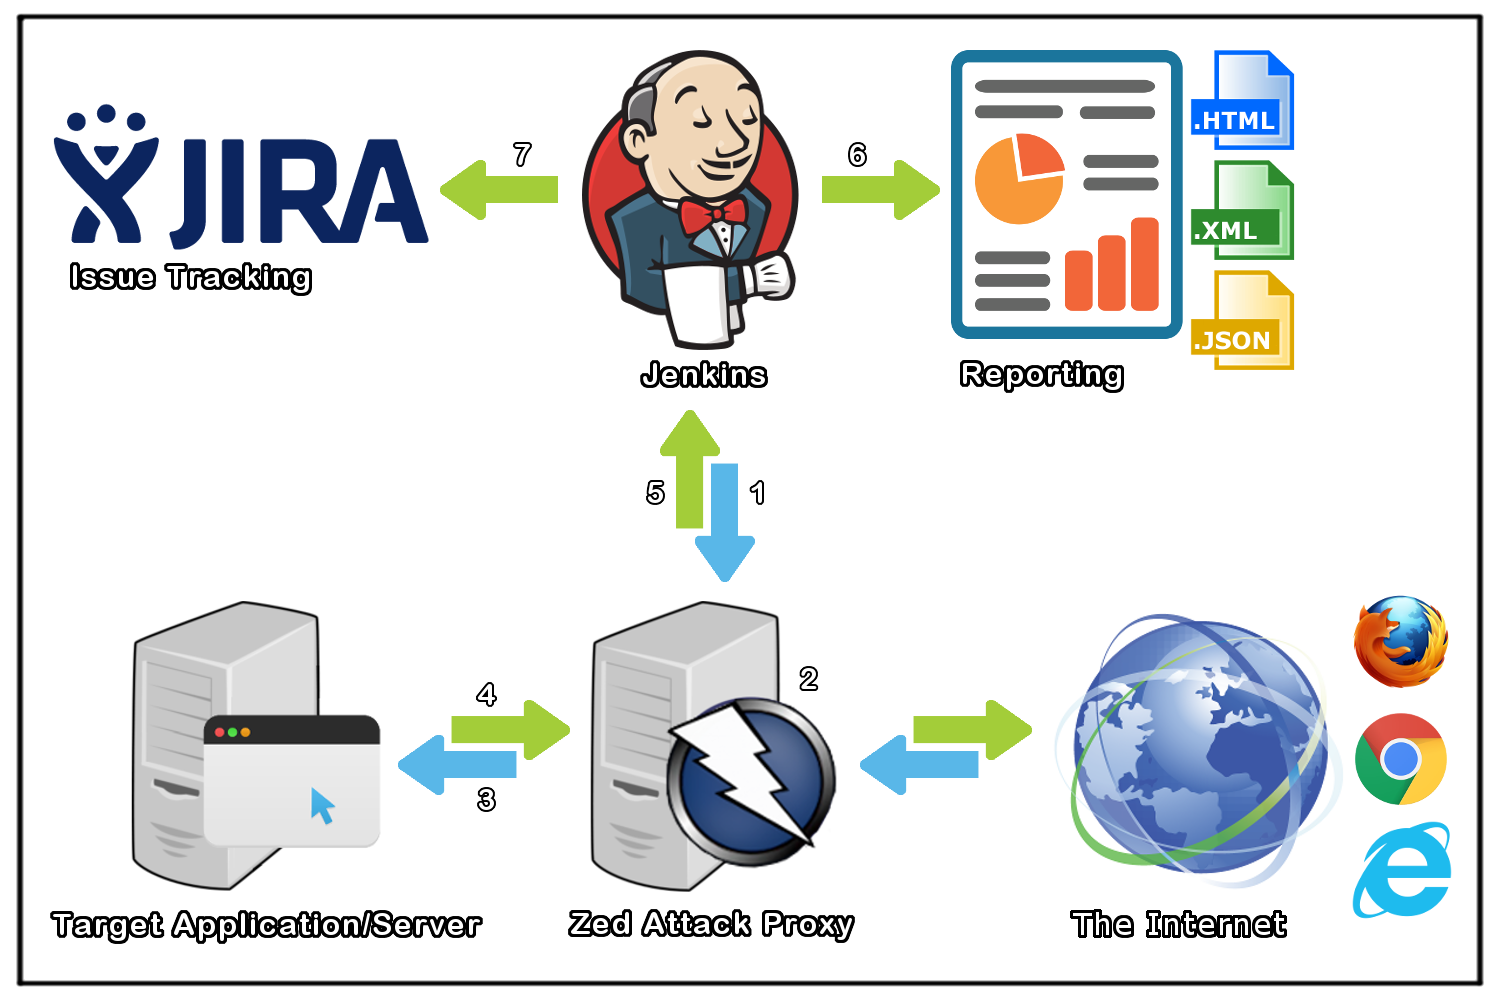 JIRA
Issue Tracking
7
6
.HTML
.XML
.JSON
Jenkins
Reporting
5
1
2
4
3
Target Application/Server
Zed Attack Proxy
The Internet